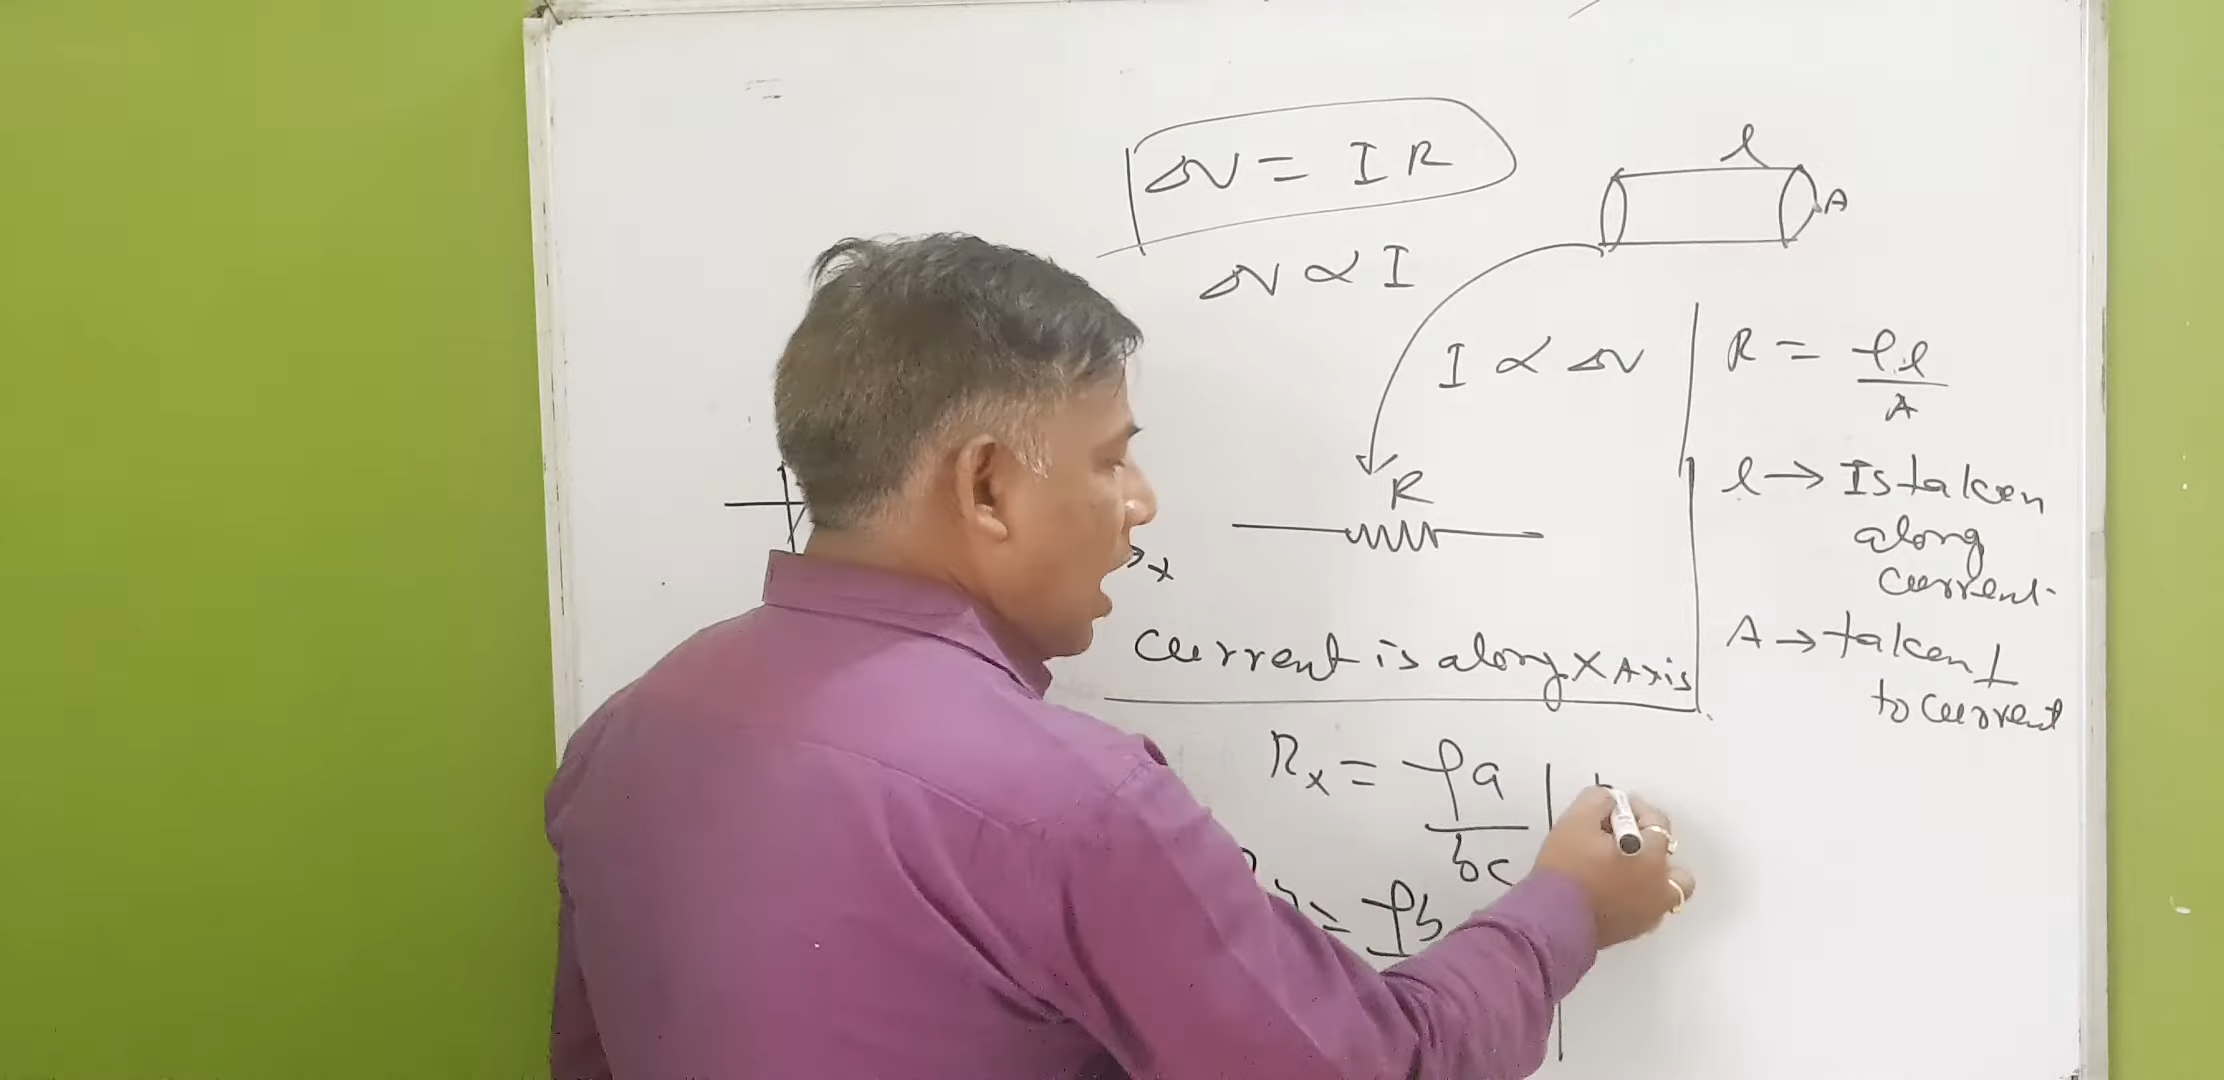 ΔV = I R
l
A
ΔV ∝ I
I ∝ ΔV
R = ρl/A
R
l → Is taken
along
current.
x
A → taken ⊥
to current
current is along X Axis
Rx = ρa/bc
= ρb